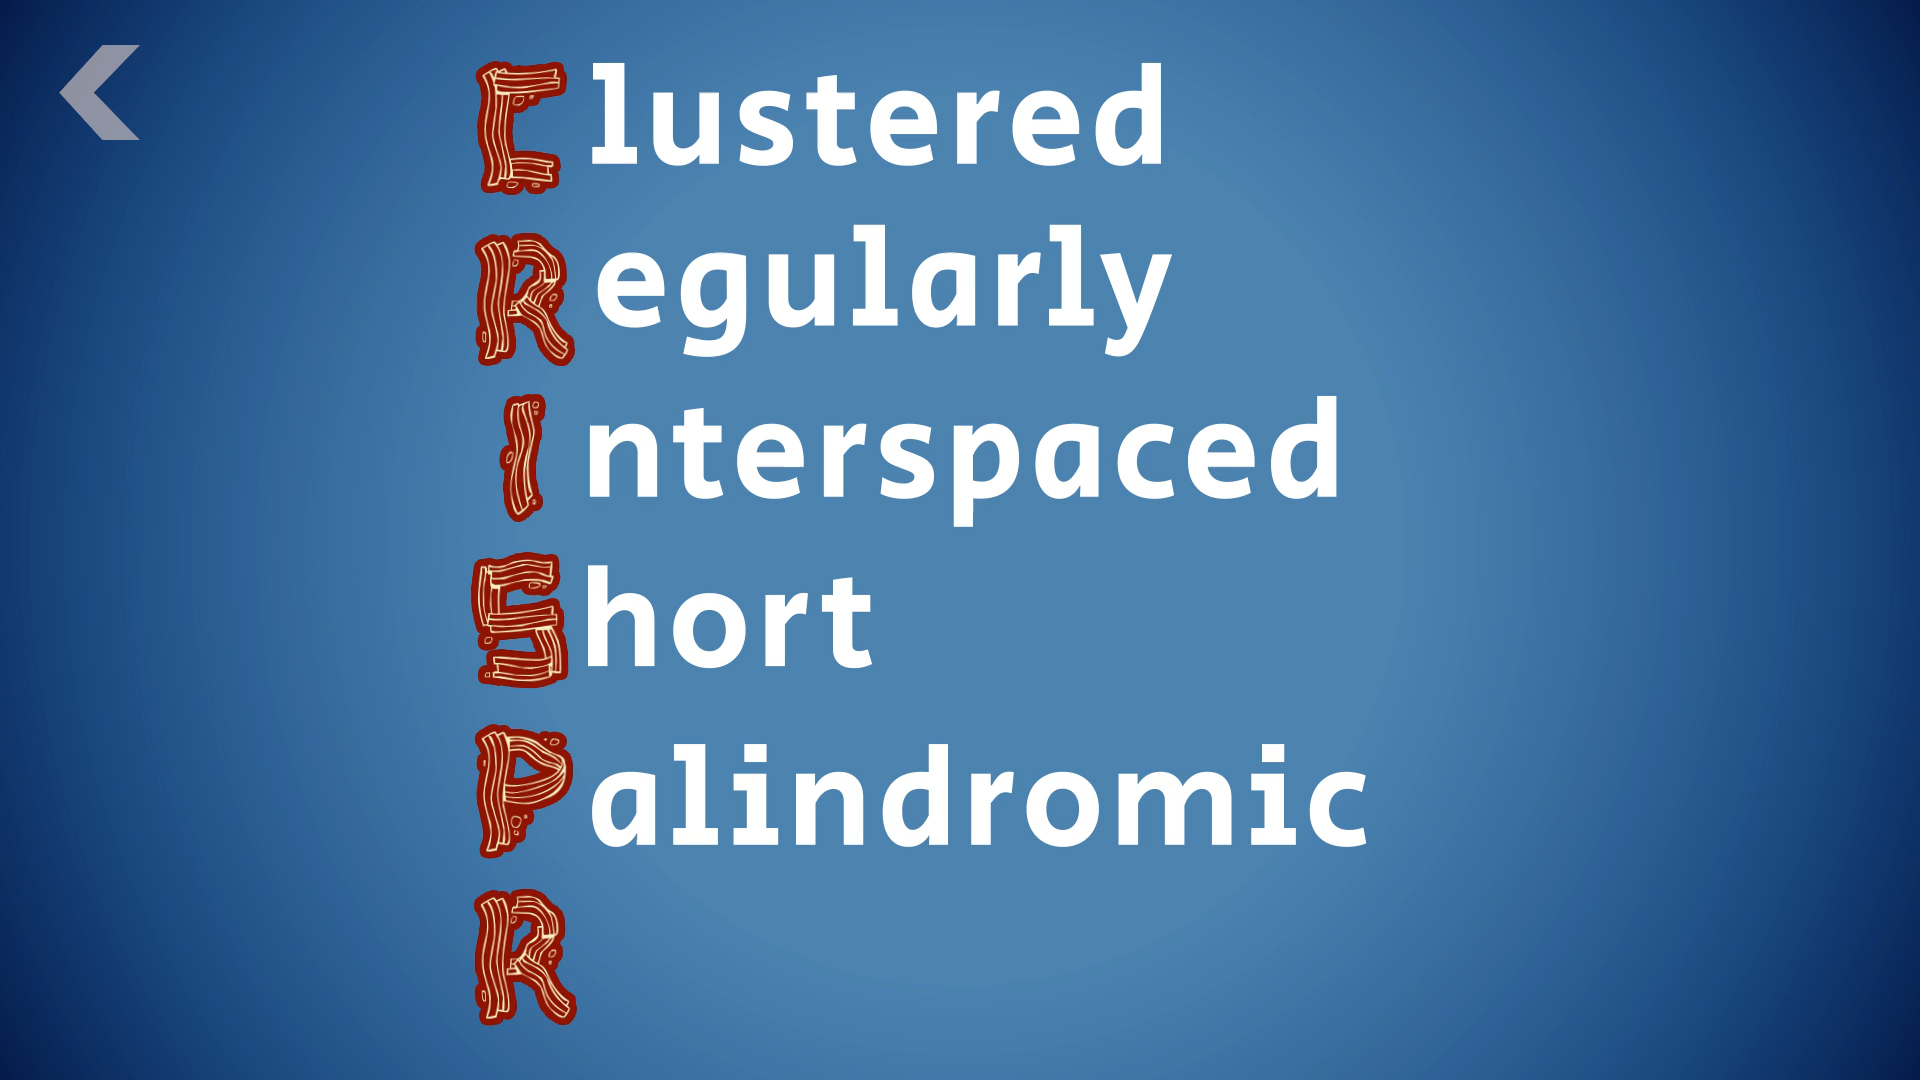 Clustered
Regularly
Interspaced
Short
Palindromic
R